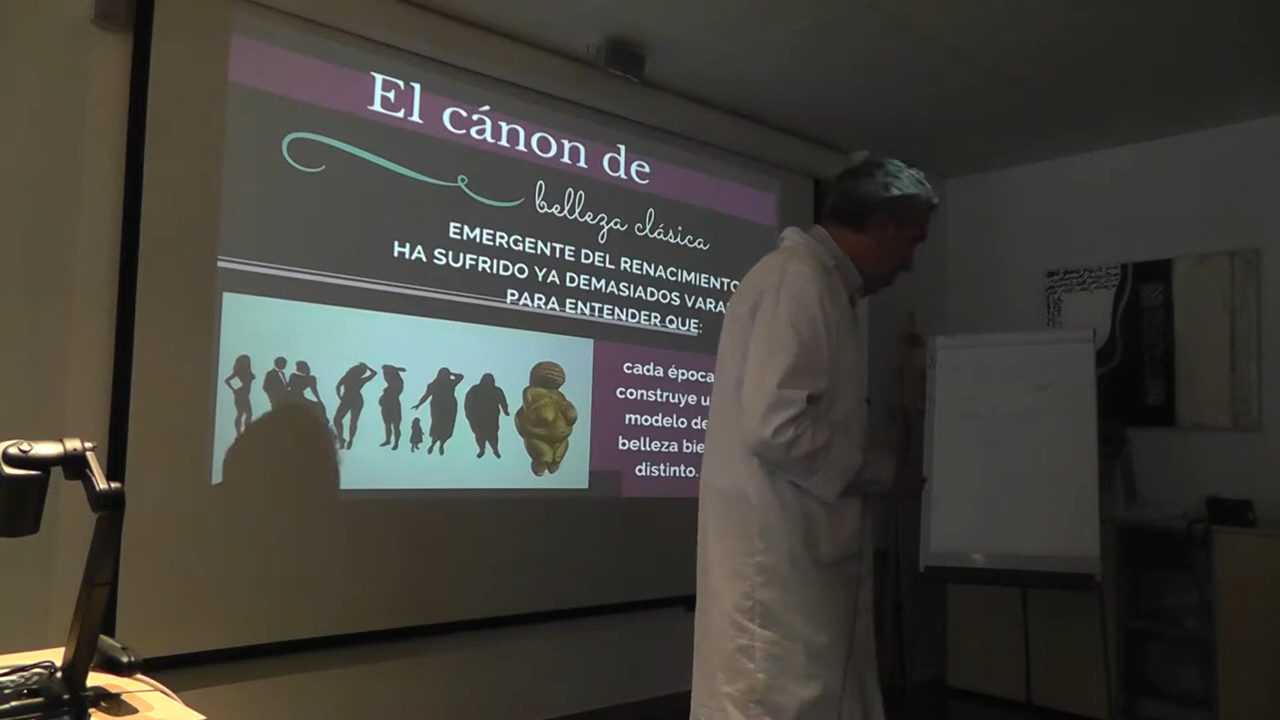 El cánon de
belleza clásica
EMERGENTE DEL RENACIMIENTO
HA SUFRIDO YA DEMASIADOS
PARA ENTENDER QUE:
cada época
construye
modelo de
belleza
distinto.